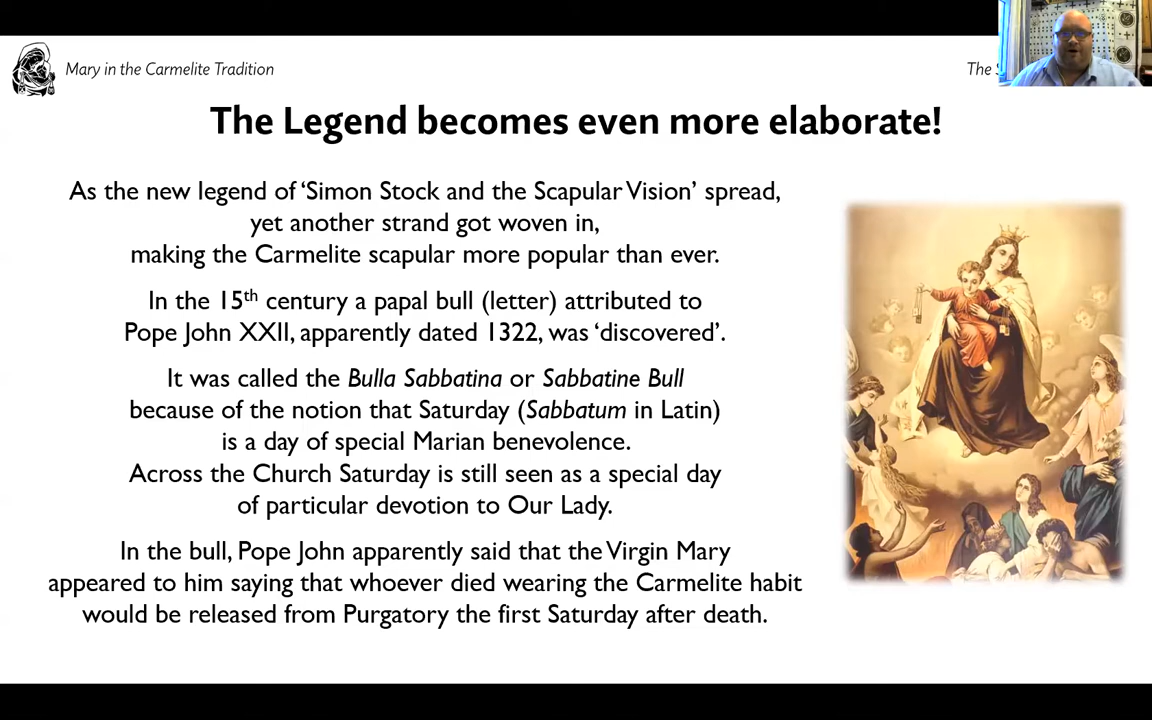 Mary in the Carmelite Tradition
The
The Legend becomes even more elaborate!
As the new legend of ‘Simon Stock and the Scapular Vision’ spread,
yet another strand got woven in,
making the Carmelite scapular more popular than ever.
In the 15th century a papal bull (letter) attributed to
Pope John XXII, apparently dated 1322, was ‘discovered’.
It was called the Bulla Sabbatina or Sabbatine Bull
because of the notion that Saturday (Sabbatum in Latin)
is a day of special Marian benevolence.
Across the Church Saturday is still seen as a special day
of particular devotion to Our Lady.
In the bull, Pope John apparently said that the Virgin Mary
appeared to him saying that whoever died wearing the Carmelite habit
would be released from Purgatory the first Saturday after death.